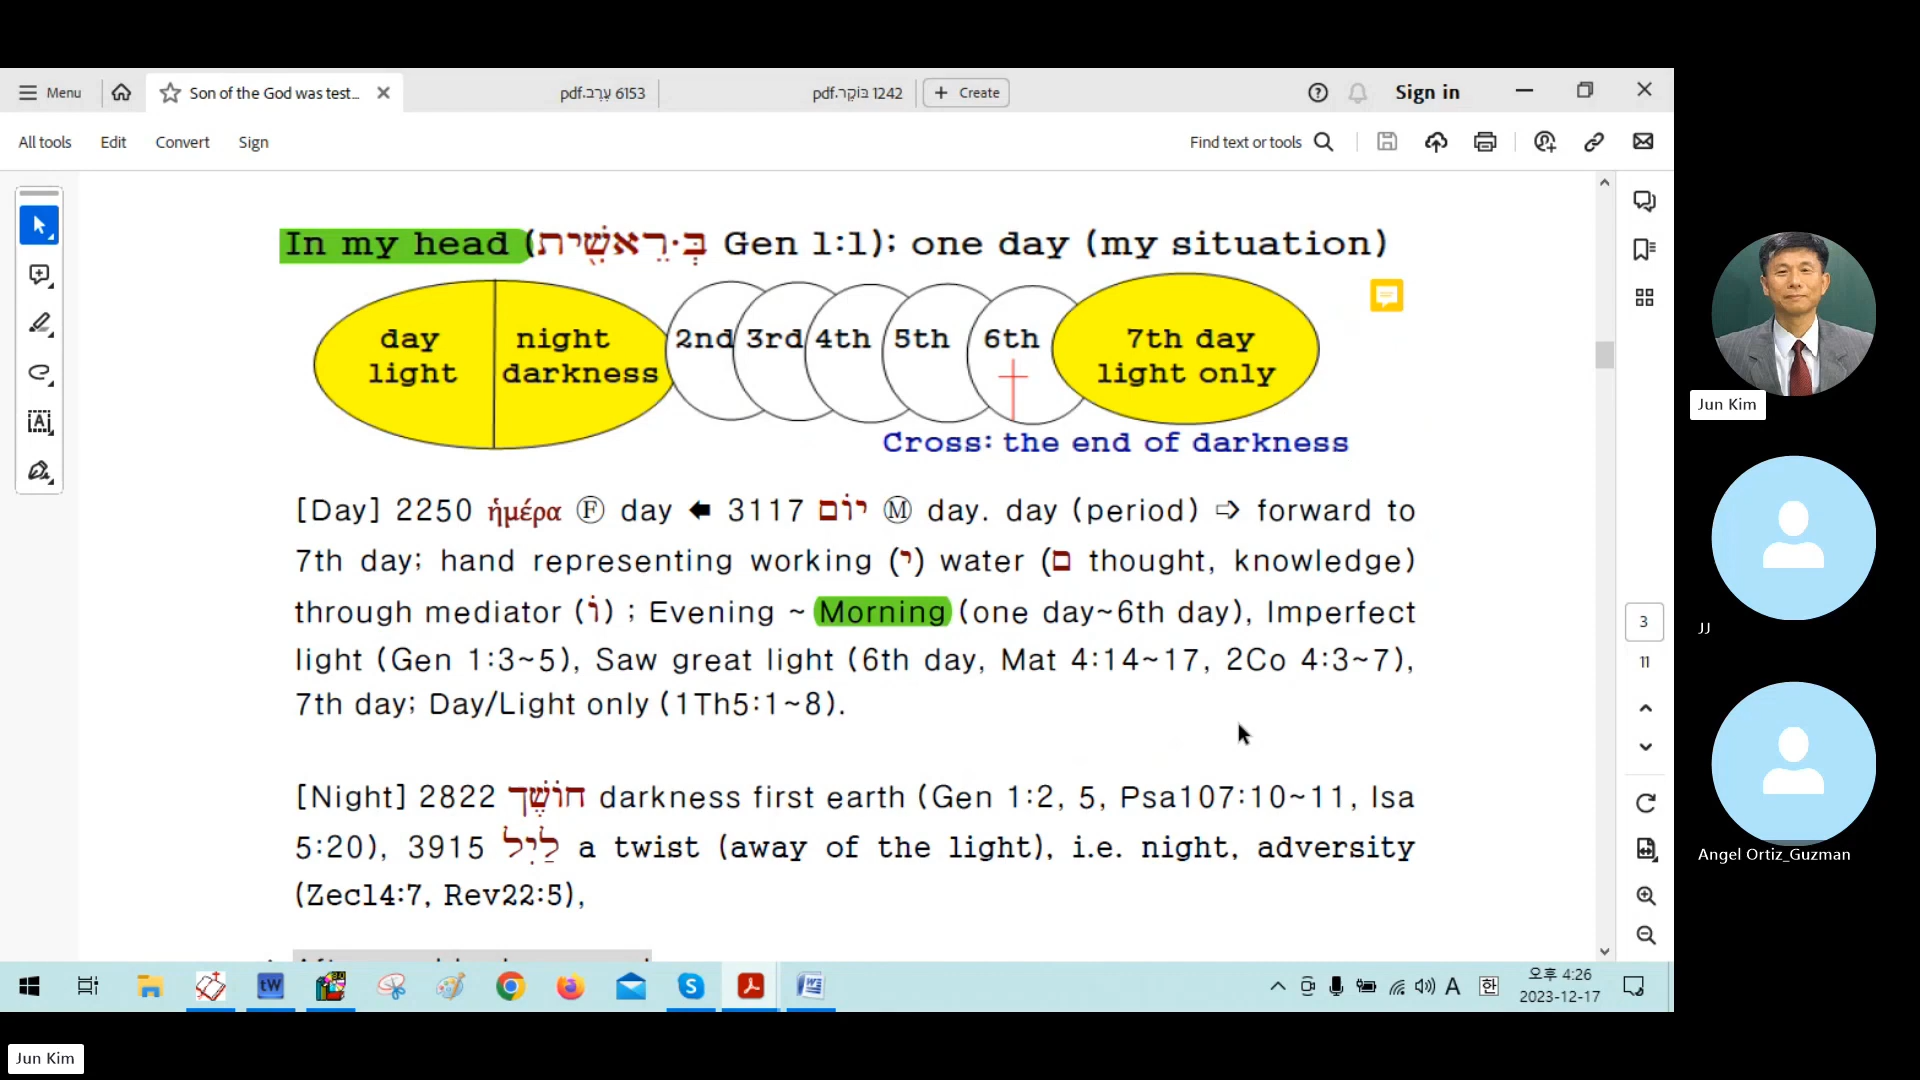 Menu
Son of the God was test...
6153 עֶרֶב.pdf
1242 בּוֹקֶר.pdf
Create
Sign in
All tools
Edit
Convert
Sign
Find text or tools
In my head (בְּ·רֵאשִׁ֖ית Gen 1:1); one day (my situation)
day
light
night
darkness
2nd
3rd
4th
5th
6th
7th day
light only
Cross: the end of darkness
[Day] 2250 ἡμέρα Ⓕ day ⬅ 3117 יוֹם Ⓜ day. day (period) ⇨ forward to
7th day; hand representing working (י) water (ם thought, knowledge)
through mediator (וֹ) ; Evening ~ Morning (one day~6th day), Imperfect
light (Gen 1:3~5), Saw great light (6th day, Mat 4:14~17, 2Co 4:3~7),
7th day; Day/Light only (1Th5:1~8).
[Night] 2822 חוֹשֶׁך darkness first earth (Gen 1:2, 5, Psa107:10~11, Isa
5:20), 3915 לַיִל a twist (away of the light), i.e. night, adversity
(Zec14:7, Rev22:5),
3
11
Jun Kim
JJ
Angel Ortiz_Guzman
tW
A
한
오후 4:26
2023-12-17
Jun Kim